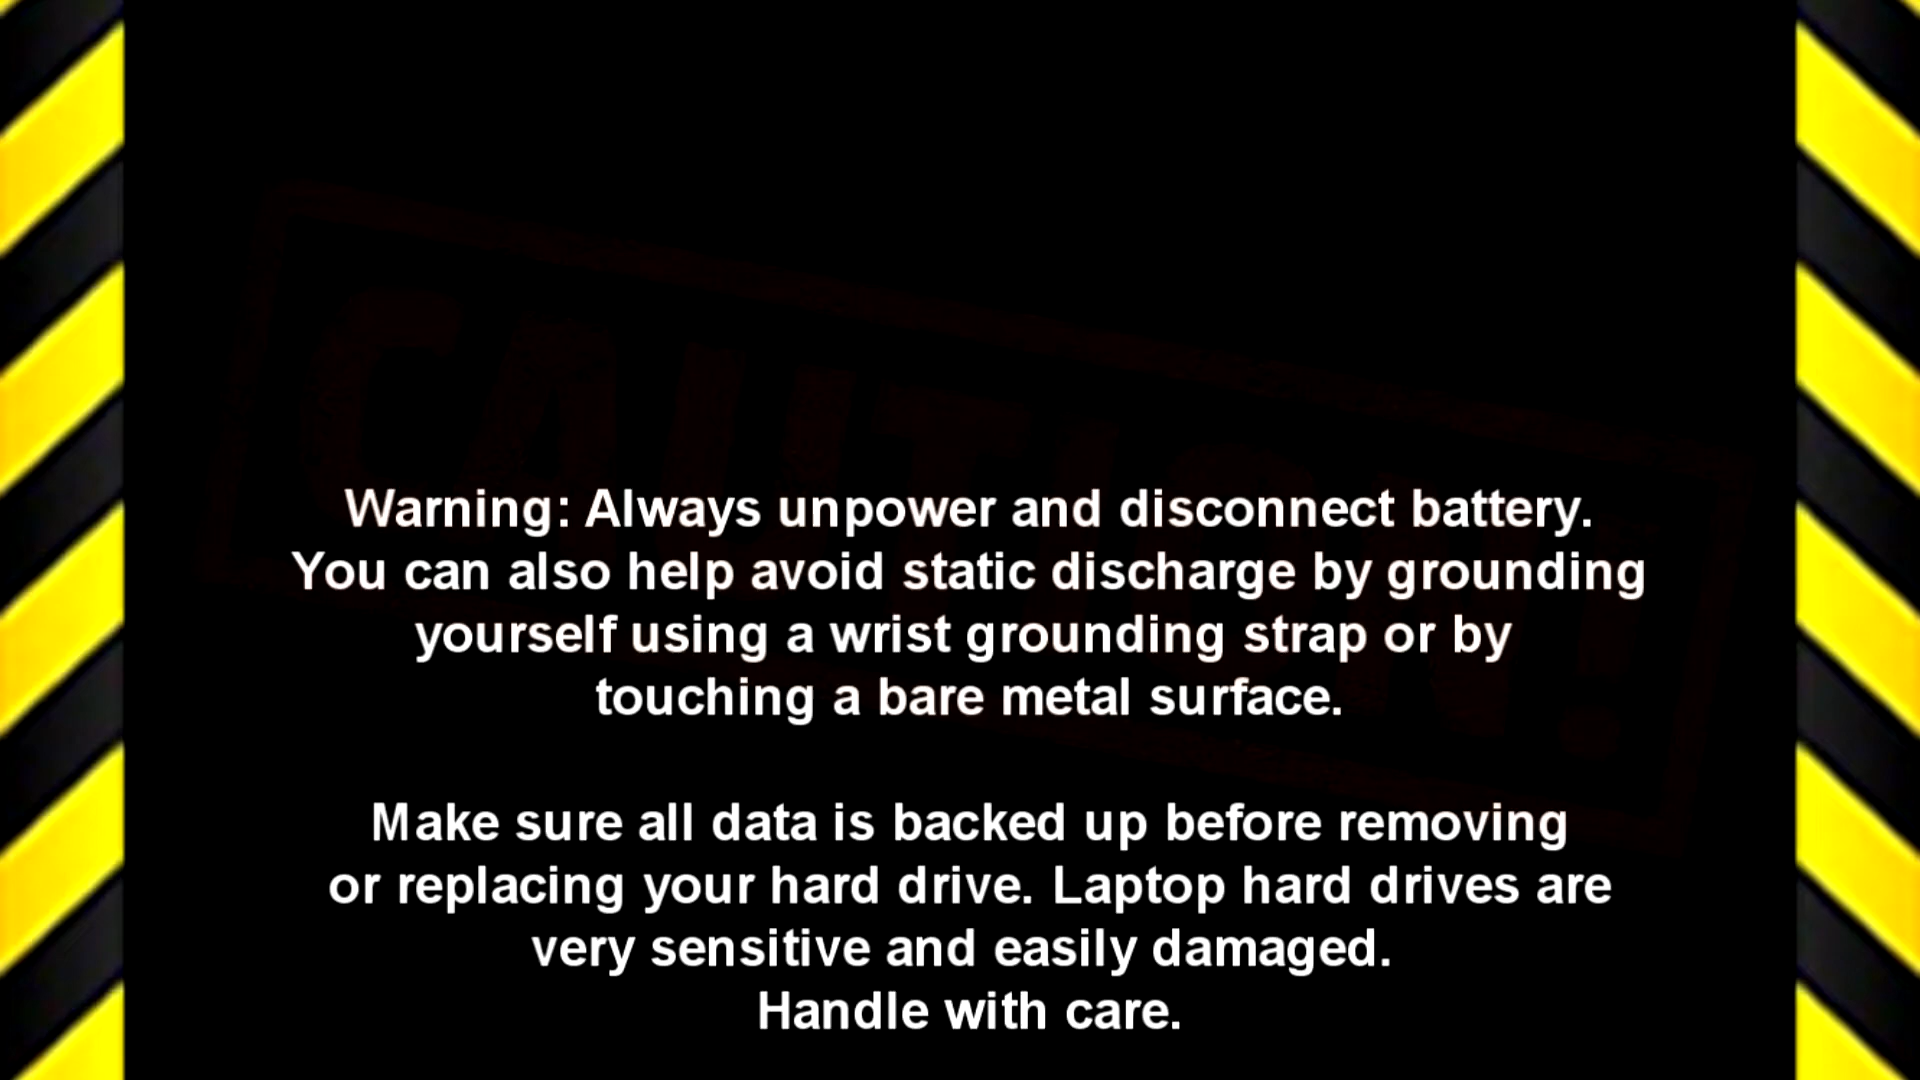 CAUTION!
Warning: Always unpower and disconnect battery.
You can also help avoid static discharge by grounding
yourself using a wrist grounding strap or by
touching a bare metal surface.
Make sure all data is backed up before removing
or replacing your hard drive. Laptop hard drives are
very sensitive and easily damaged.
Handle with care.